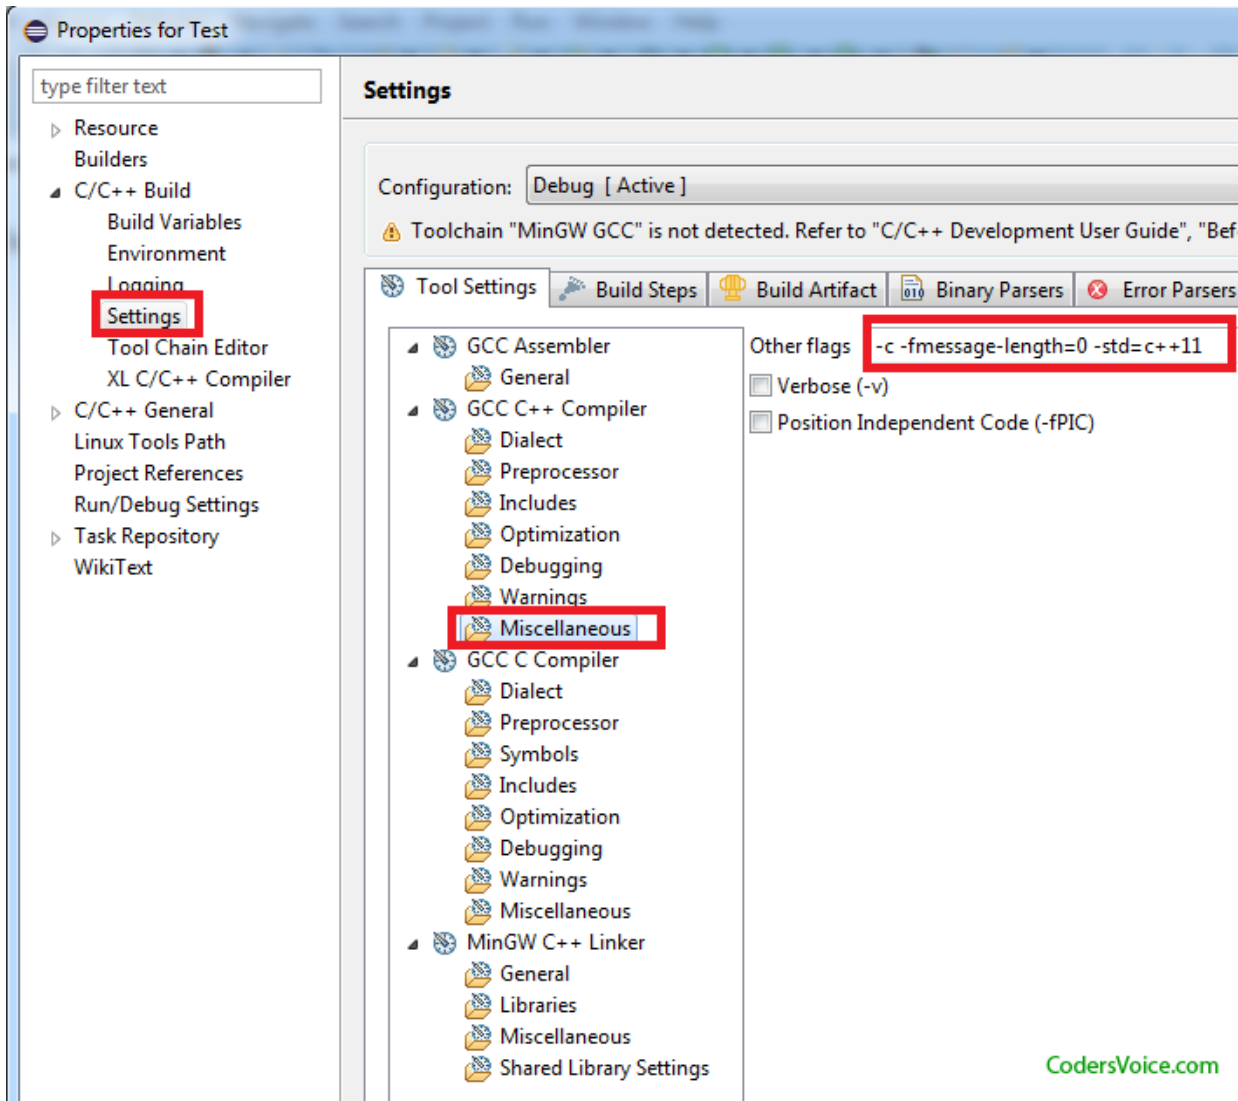 Properties for Test
type filter text
Resource
Builders
C/C++ Build
Build Variables
Environment
Logging
Settings
Tool Chain Editor
XL C/C++ Compiler
C/C++ General
Linux Tools Path
Project References
Run/Debug Settings
Task Repository
WikiText
Settings
Configuration: Debug [ Active ]
Toolchain "MinGW GCC" is not detected. Refer to "C/C++ Development User Guide", "Bef
Tool Settings Build Steps Build Artifact Binary Parsers Error Parsers
GCC Assembler
General
GCC C++ Compiler
Dialect
Preprocessor
Includes
Optimization
Debugging
Warnings
Miscellaneous
GCC C Compiler
Dialect
Preprocessor
Symbols
Includes
Optimization
Debugging
Warnings
Miscellaneous
MinGW C++ Linker
General
Libraries
Miscellaneous
Shared Library Settings
Other flags -c -fmessage-length=0 -std=c++11
Verbose (-v)
Position Independent Code (-fPIC)
CodersVoice.com